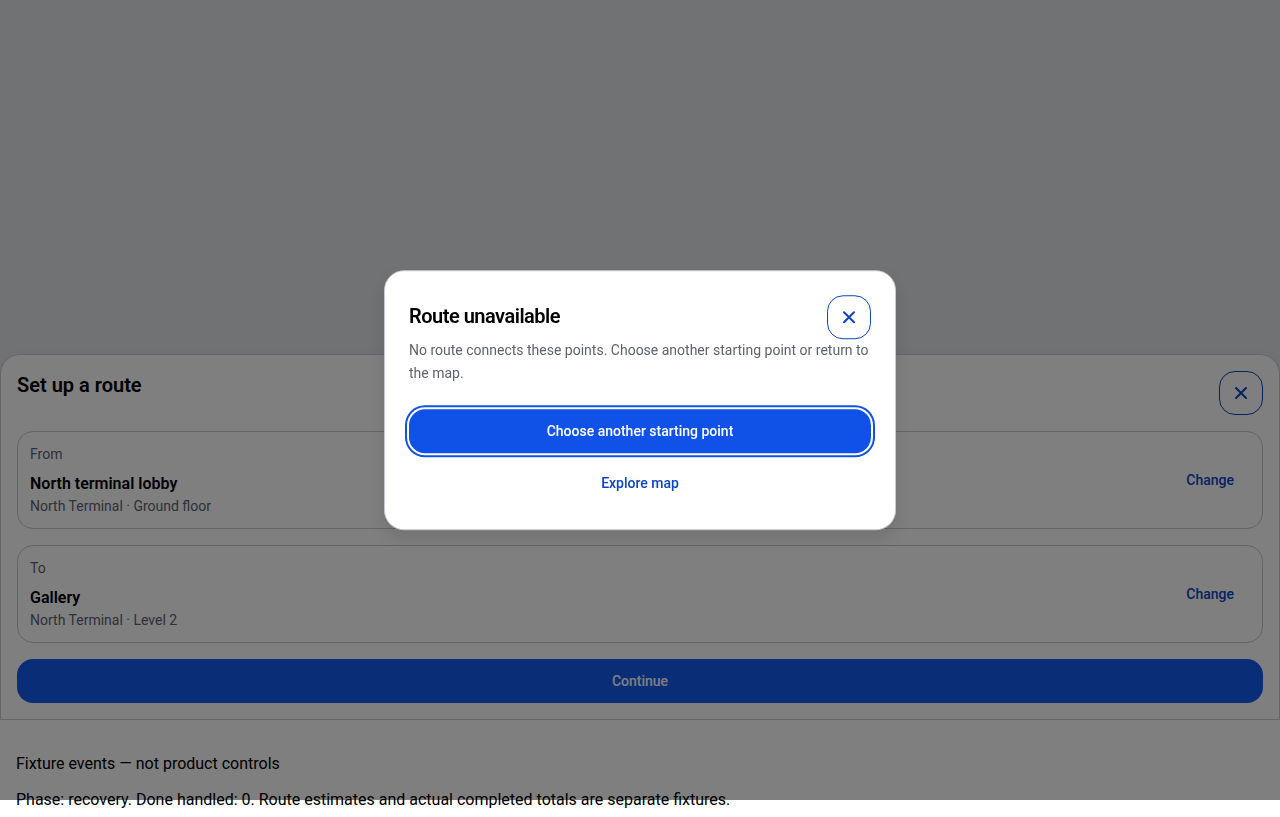 Route unavailable
No route connects these points. Choose another starting point or return to
the map.
Choose another starting point
Explore map
Set up a route
From
North terminal lobby
North Terminal · Ground floor
Change
To
Gallery
North Terminal · Level 2
Change
Continue
Fixture events — not product controls
Phase: recovery. Done handled: 0. Route estimates and actual completed totals are separate fixtures.